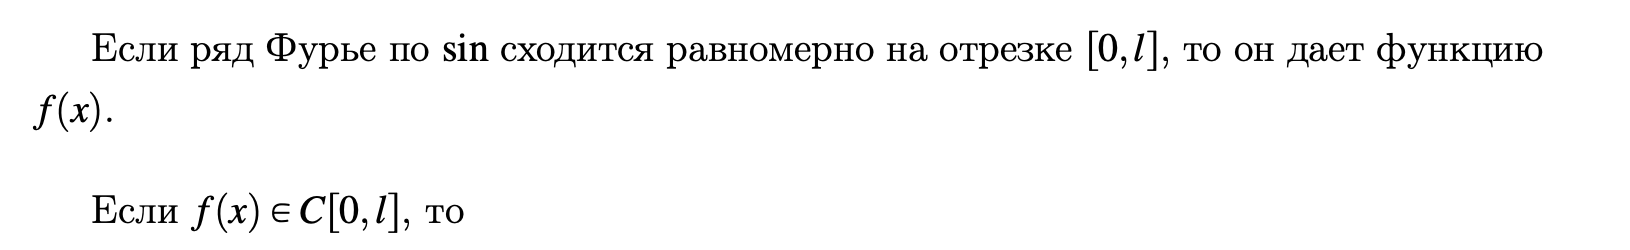 Если ряд Фурье по sin сходится равномерно на отрезке [0, l], то он дает функцию
f(x).
Если f(x) ∈ C[0, l], то